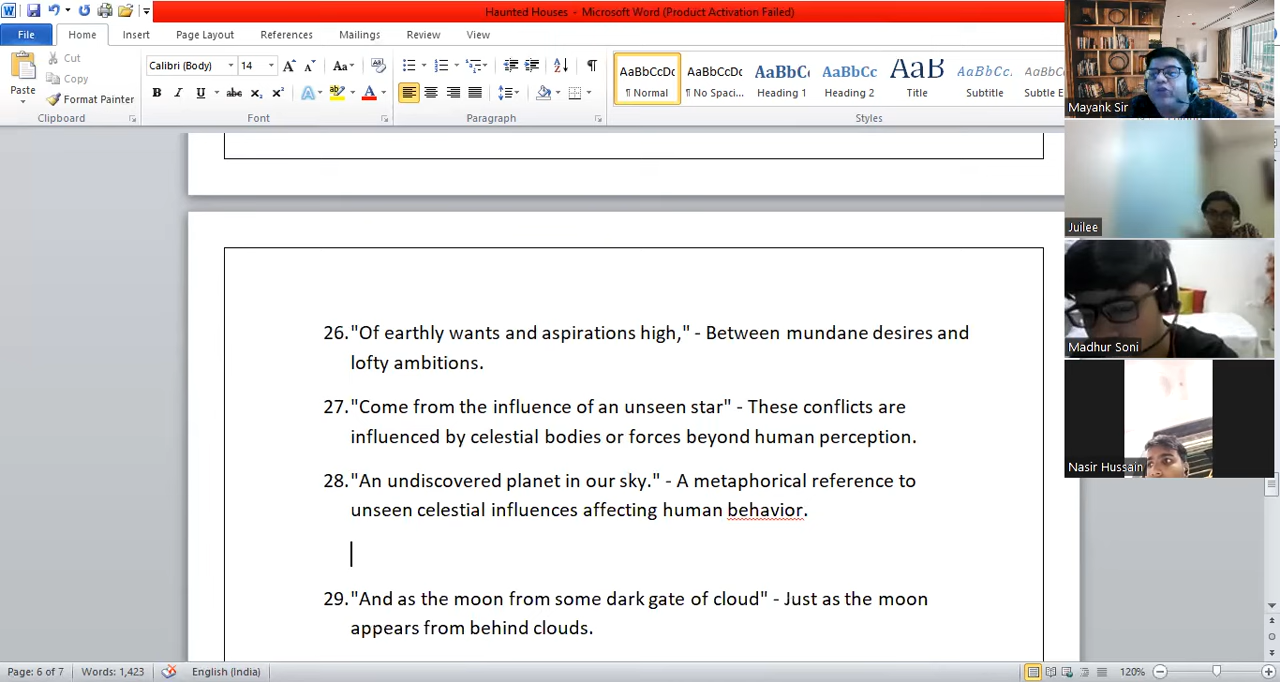 Haunted Houses - Microsoft Word (Product Activation Failed)
File Home Insert Page Layout References Mailings Review View
Cut
Copy
Format Painter
Paste
Calibri (Body) 14
AaBbCcDc AaBbCcDc AaBbC AaBbCc AaB AaBbCc. AaBbCc
¶ Normal ¶ No Spaci... Heading 1 Heading 2 Title Subtitle Subtle E
Clipboard Font Paragraph Styles
26. "Of earthly wants and aspirations high," - Between mundane desires and
lofty ambitions.
27. "Come from the influence of an unseen star" - These conflicts are
influenced by celestial bodies or forces beyond human perception.
28. "An undiscovered planet in our sky." - A metaphorical reference to
unseen celestial influences affecting human behavior.
29. "And as the moon from some dark gate of cloud" - Just as the moon
appears from behind clouds.
Mayank Sir
Juilee
Madhur Soni
Nasir Hussain
Page: 6 of 7 Words: 1,423 English (India) 120%